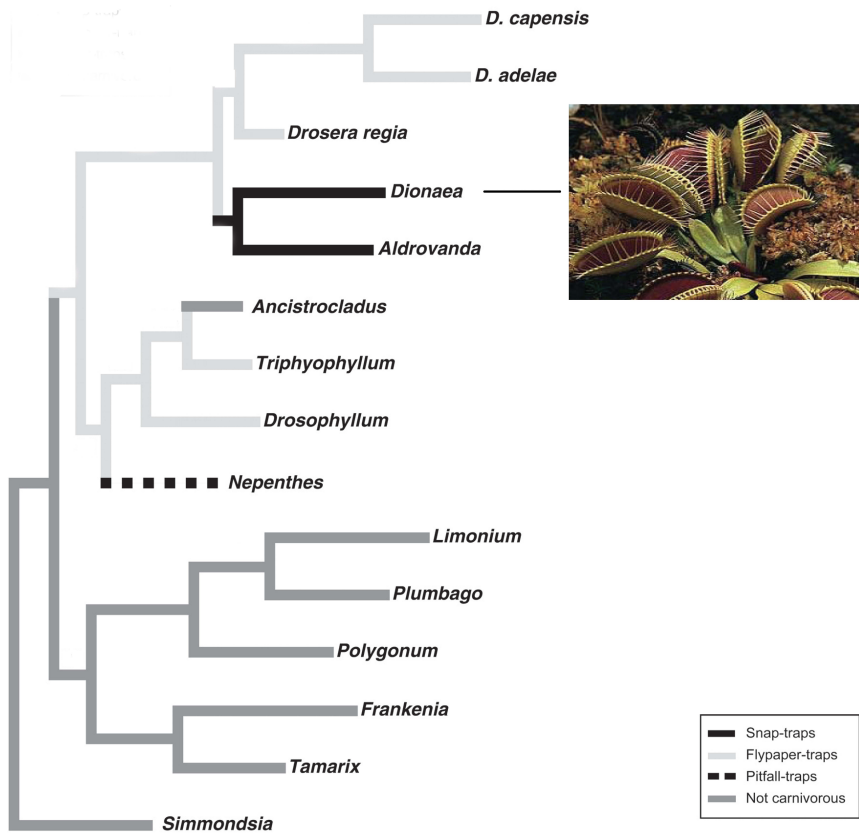 D. capensis
D. adelae
Drosera regia
Dionaea
Aldrovanda
Ancistrocladus
Triphyophyllum
Drosophyllum
Nepenthes
Limonium
Plumbago
Polygonum
Frankenia
Tamarix
Simmondsia
Snap-traps
Flypaper-traps
Pitfall-traps
Not carnivorous